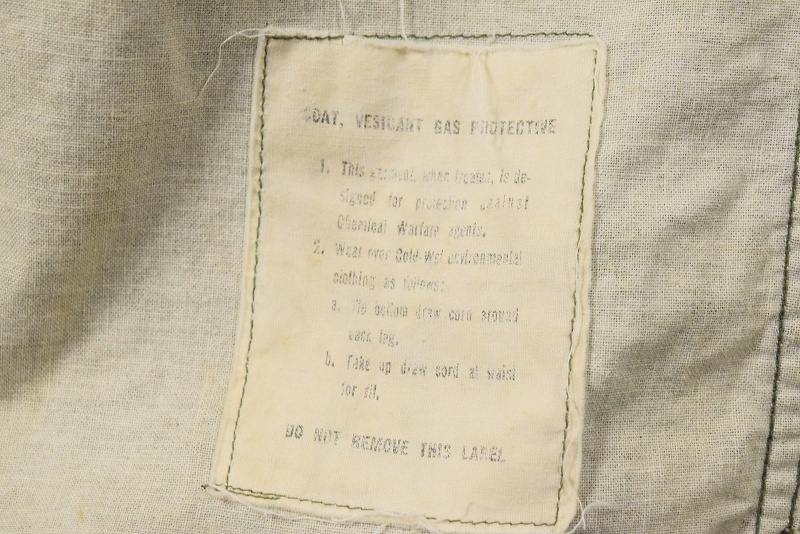 COAT, VESICANT GAS PROTECTIVE
1. This garment, when treated, is de-
signed for protection against
Chemical Warfare agents.
2. Wear over Cold-Wet environmental
clothing as follows:
a. Tie bottom draw cord around
each leg.
b. Take up draw cord at waist
for fit.
DO NOT REMOVE THIS LABEL